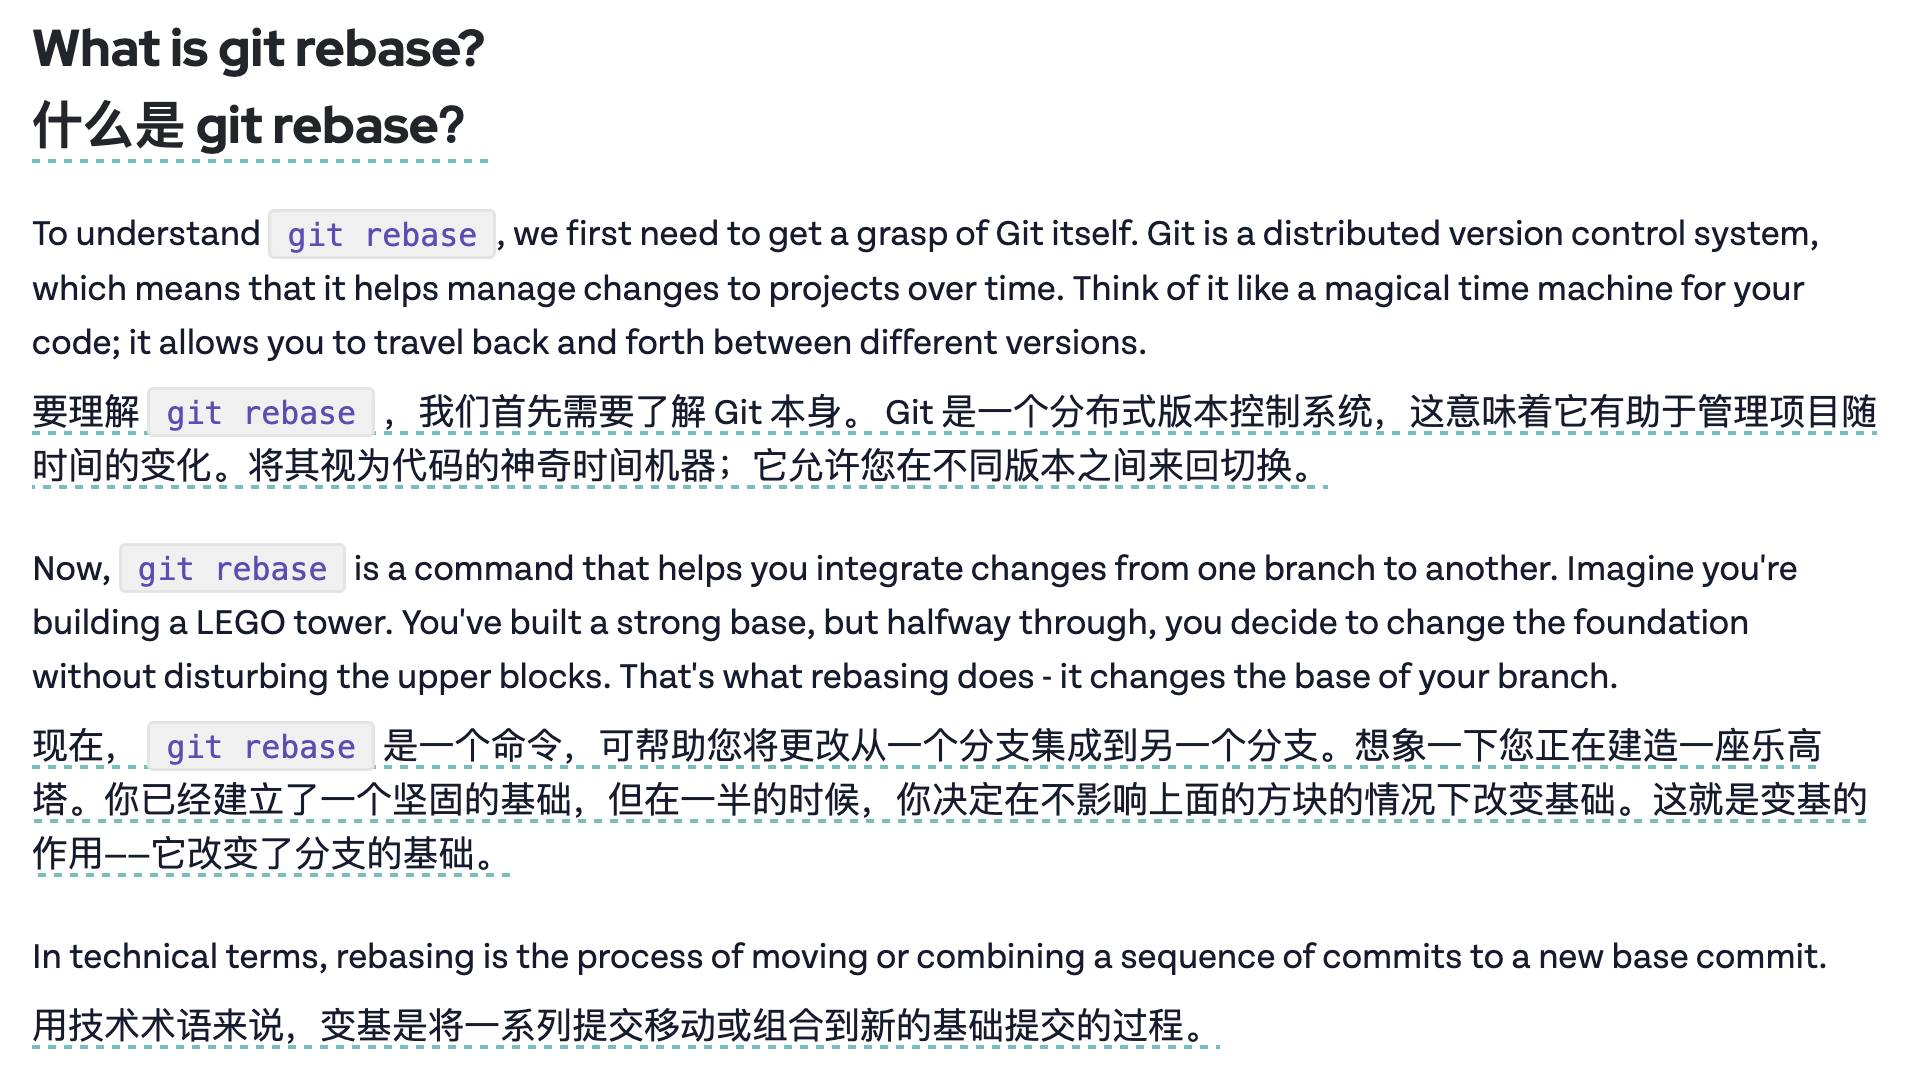 What is git rebase?
什么是 git rebase?
To understand git rebase, we first need to get a grasp of Git itself. Git is a distributed version control system,
which means that it helps manage changes to projects over time. Think of it like a magical time machine for your
code; it allows you to travel back and forth between different versions.
要理解 git rebase ，我们首先需要了解 Git 本身。 Git 是一个分布式版本控制系统，这意味着它有助于管理项目随
时间的变化。将其视为代码的神奇时间机器；它允许您在不同版本之间来回切换。
Now, git rebase is a command that helps you integrate changes from one branch to another. Imagine you're
building a LEGO tower. You've built a strong base, but halfway through, you decide to change the foundation
without disturbing the upper blocks. That's what rebasing does - it changes the base of your branch.
现在， git rebase 是一个命令，可帮助您将更改从一个分支集成到另一个分支。想象一下您正在建造一座乐高
塔。你已经建立了一个坚固的基础，但在一半的时候，你决定在不影响上面的方块的情况下改变基础。这就是变基的
作用——它改变了分支的基础。
In technical terms, rebasing is the process of moving or combining a sequence of commits to a new base commit.
用技术术语来说，变基是将一系列提交移动或组合到新的基础提交的过程。